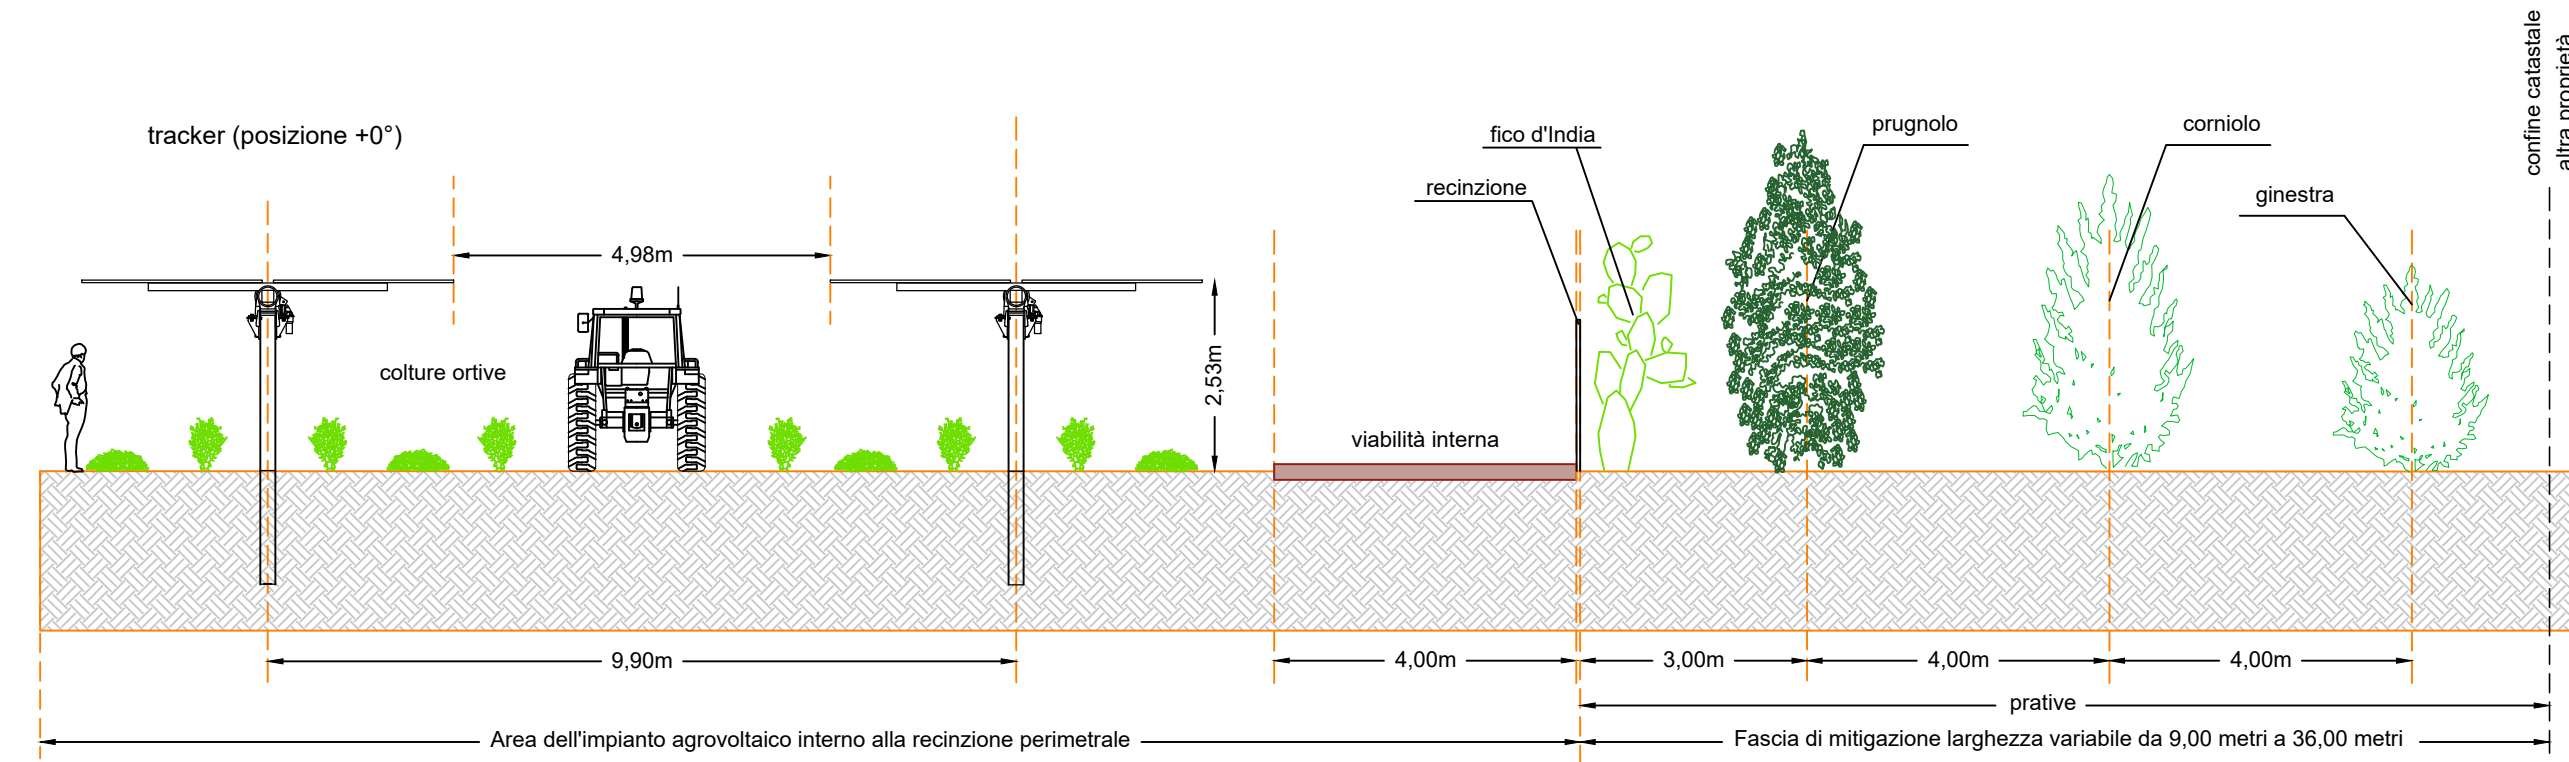 confine catastale
altra proprietà
tracker (posizione +0°)
fico d'India
prugnolo
corniolo
recinzione
ginestra
4,98m
2,53m
colture ortive
viabilità interna
9,90m
4,00m
3,00m
4,00m
4,00m
prative
Area dell'impianto agrovoltaico interno alla recinzione perimetrale
Fascia di mitigazione larghezza variabile da 9,00 metri a 36,00 metri